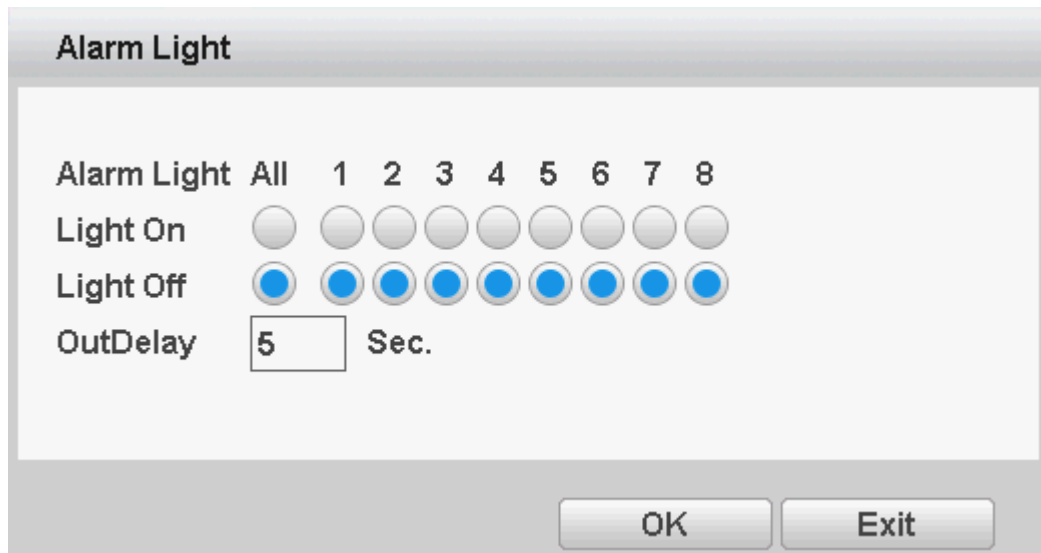 Alarm Light
Alarm Light All 1 2 3 4 5 6 7 8
Light On
Light Off
OutDelay 5 Sec.
OK Exit